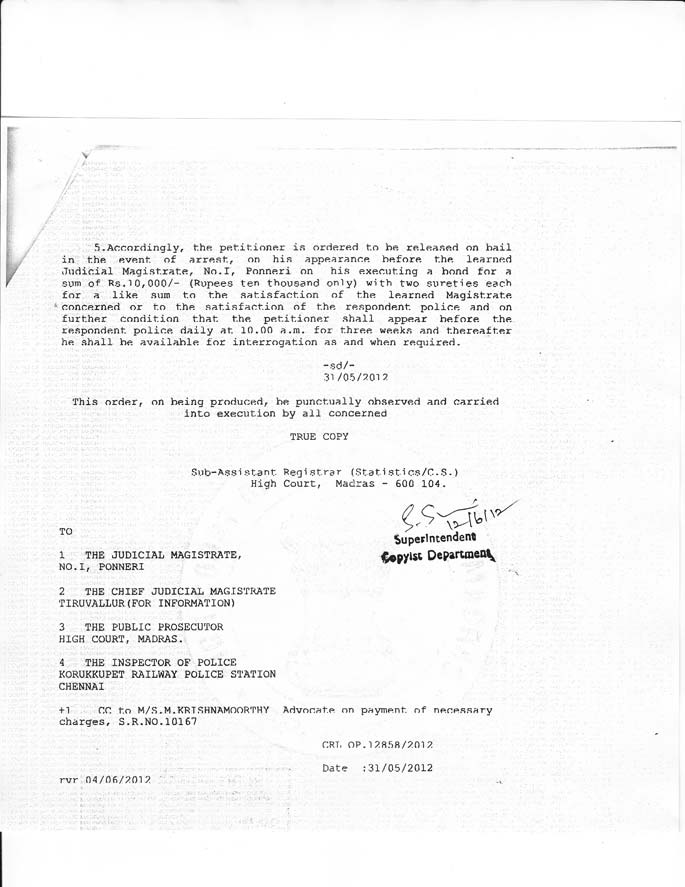 5.Accordingly, the petitioner is ordered to be released on bail
in the event of arrest, on his appearance before the learned
Judicial Magistrate, No.I, Ponneri on his executing a bond for a
sum of Rs.10,000/- (Rupees ten thousand only) with two sureties each
for a like sum to the satisfaction of the learned Magistrate
concerned or to the satisfaction of the respondent police and on
further condition that the petitioner shall appear before the
respondent police daily at 10.00 a.m. for three weeks and thereafter
he shall be available for interrogation as and when required.
-sd/-
31/05/2012
This order, on being produced, be punctually observed and carried
into execution by all concerned
TRUE COPY
Sub-Assistant Registrar (Statistics/C.S.)
High Court, Madras - 600 104.
12/6/12
Superintendent
Copyist Department
TO
1 THE JUDICIAL MAGISTRATE,
NO.I, PONNERI
2 THE CHIEF JUDICIAL MAGISTRATE
TIRUVALLUR(FOR INFORMATION)
3 THE PUBLIC PROSECUTOR
HIGH COURT, MADRAS.
4 THE INSPECTOR OF POLICE
KORUKKUPET RAILWAY POLICE STATION
CHENNAI
+1 CC to M/S.M.KRISHNAMOORTHY Advocate on payment of necessary
charges, S.R.NO.10167
CRL OP.12858/2012
Date :31/05/2012
rvr 04/06/2012